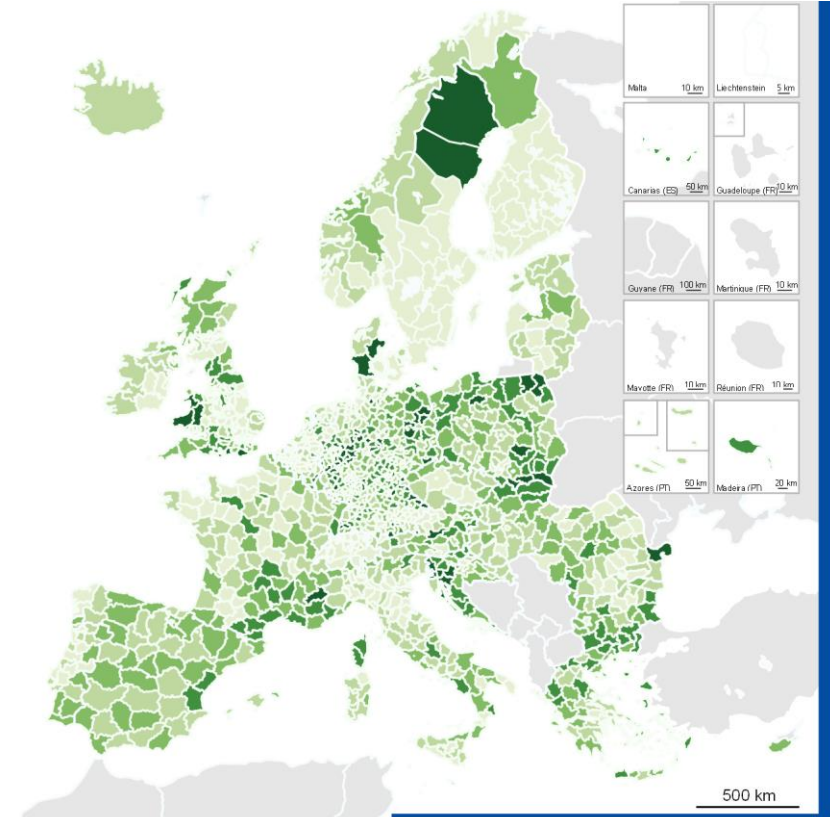 Malta 10 km
Liechtenstein 5 km
Canarias (ES) 50 km
Guadeloupe (FR) 10 km
Guyane (FR) 100 km
Martinique (FR) 10 km
Mayotte (FR) 10 km
Réunion (FR) 10 km
Azores (PT) 50 km
Madeira (PT) 20 km
500 km